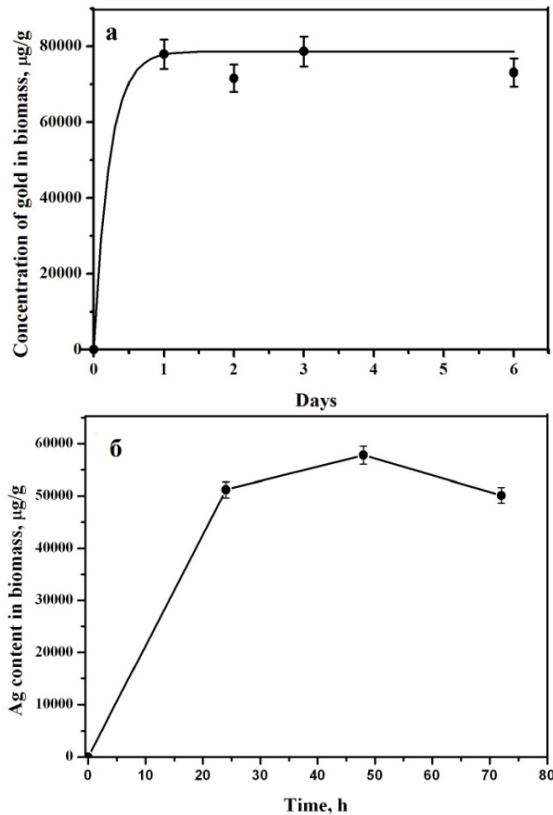 а
Concentration of gold in biomass, µg/g
80000
60000
40000
20000
0
0 1 2 3 4 5 6
Days
б
Ag content in biomass, µg/g
60000
50000
40000
30000
20000
10000
0
0 10 20 30 40 50 60 70 80
Time, h